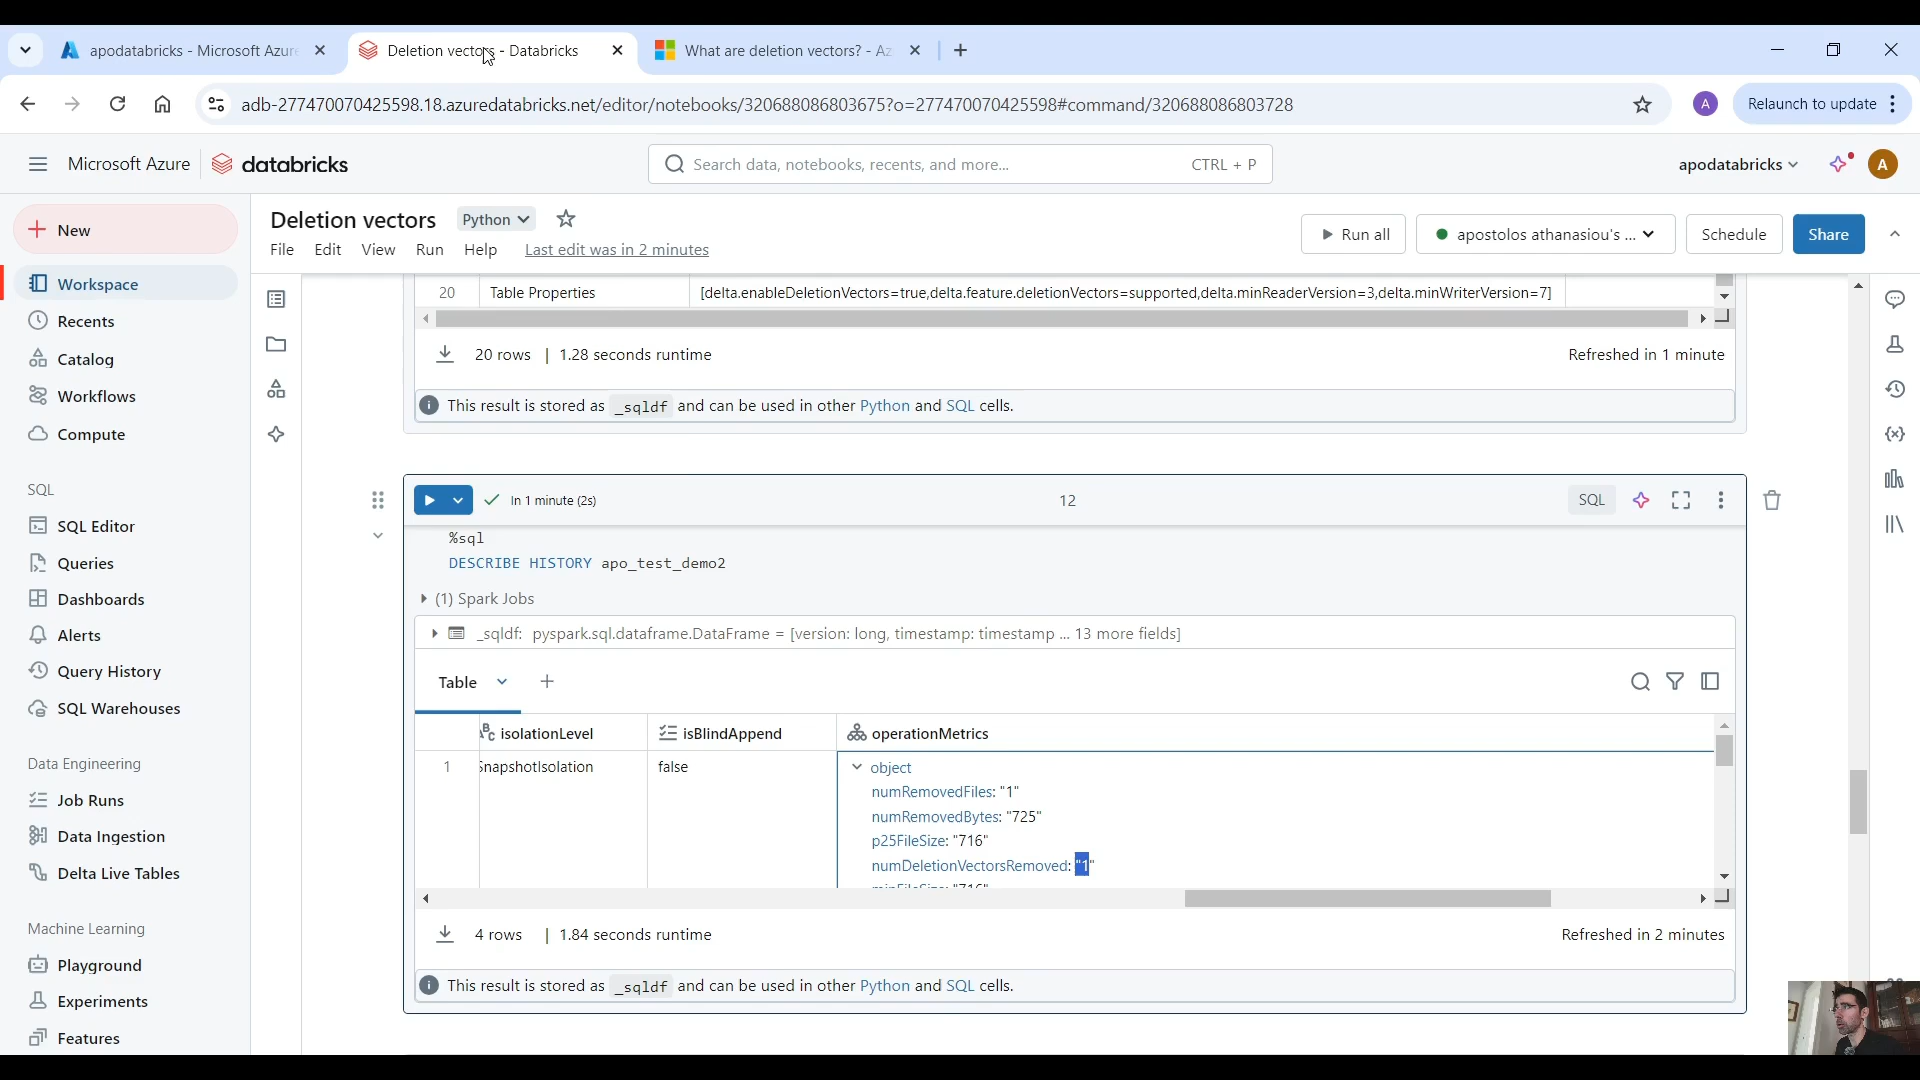 apodatabricks - Microsoft Azur
Deletion vectors - Databricks
What are deletion vectors? - Az
adb-277470070425598.18.azuredatabricks.net/editor/notebooks/320688086803675?o=277470070425598#command/320688086803728
A
Relaunch to update
Microsoft Azure
databricks
Search data, notebooks, recents, and more...
CTRL + P
apodatabricks
A
New
Workspace
Recents
Catalog
Workflows
Compute
SQL
SQL Editor
Queries
Dashboards
Alerts
Query History
SQL Warehouses
Data Engineering
Job Runs
Data Ingestion
Delta Live Tables
Machine Learning
Playground
Experiments
Features
Deletion vectors
Python
File Edit View Run Help
Last edit was in 2 minutes
Run all
apostolos athanasiou's ...
Schedule
Share
20 Table Properties [delta.enableDeletionVectors=true,delta.feature.deletionVectors=supported,delta.minReaderVersion=3,delta.minWriterVersion=7]
20 rows | 1.28 seconds runtime
Refreshed in 1 minute
This result is stored as _sqldf and can be used in other Python and SQL cells.
In 1 minute (2s)
12
SQL
%sql
DESCRIBE HISTORY apo_test_demo2
(1) Spark Jobs
_sqldf: pyspark.sql.dataframe.DataFrame = [version: long, timestamp: timestamp ... 13 more fields]
Table
isolationLevel isBlindAppend operationMetrics
1 SnapshotIsolation false object
numRemovedFiles: "1"
numRemovedBytes: "725"
p25FileSize: "716"
numDeletionVectorsRemoved: "1"
minFileSize: "716"
4 rows | 1.84 seconds runtime
Refreshed in 2 minutes
This result is stored as _sqldf and can be used in other Python and SQL cells.